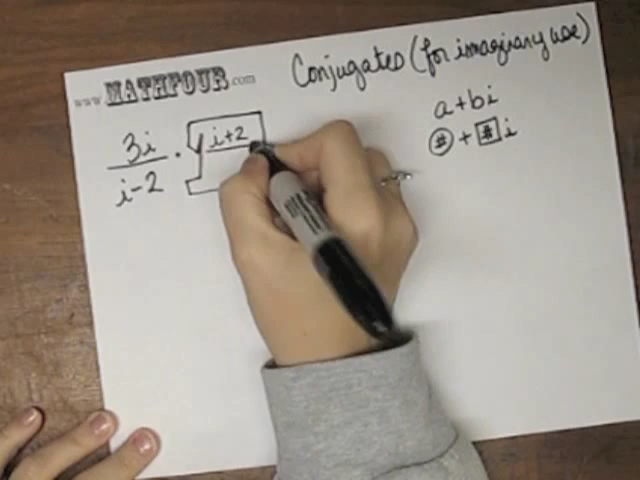 www.MATHFOUR.com
Conjugates (for imaginary use)
3i
i-2
·
i+2
a+bi
# + # i